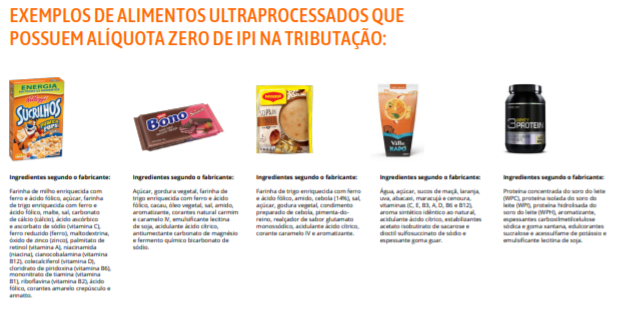 EXEMPLOS DE ALIMENTOS ULTRAPROCESSADOS QUE
POSSUEM ALÍQUOTA ZERO DE IPI NA TRIBUTAÇÃO:
ENERGIA
SUCRILHOS
Bono
MAGGI
3
PROTEIN
Ingredientes segundo o fabricante:
Farinha de milho enriquecida com
ferro e ácido fólico, açúcar, farinha
de trigo enriquecida com ferro e
ácido fólico, malte, sal, carbonato
de cálcio (cálcio), ácido ascórbico
e ascorbato de sódio (vitamina C),
ferro reduzido (ferro), maltodextrina,
óxido de zinco (zinco), palmitato de
retinol (vitamina A), niacinamida
(niacina), cianocobalamina (vitamina
B12), colecalciferol (vitamina D),
cloridrato de piridoxina (vitamina B6),
mononitrato de tiamina (vitamina
B1), riboflavina (vitamina B2), ácido
fólico, corantes amarelo crepúsculo e
annatto.
Ingredientes segundo o fabricante:
Açúcar, gordura vegetal, farinha de
trigo enriquecida com ferro e ácido
fólico, cacau, óleo vegetal, sal, amido,
aromatizante, corantes natural carmim
e caramelo IV, emulsificante lecitina
de soja, acidulante ácido cítrico,
antiumectante carbonato de magnésio
e fermento químico bicarbonato de
sódio.
Ingredientes segundo o fabricante:
Farinha de trigo enriquecida com ferro
e ácido fólico, amido, cebola (14%), sal,
açúcar, gordura vegetal, condimento
preparado de cebola, pimenta-do-
reino, realçador de sabor glutamato
monossódico, acidulante ácido cítrico,
corante caramelo IV e aromatizante.
Ingredientes segundo o fabricante:
Água, açúcar, sucos de maçã, laranja,
uva, abacaxi, maracujá e cenoura,
vitaminas (C, E, B3, A, D, B6 e B12),
aroma sintético idêntico ao natural,
acidulante ácido cítrico, estabilizantes
acetato isobutirato de sacarose e
dioctil sulfossuccinato de sódio e
espessante goma guar.
Ingredientes segundo o fabricante:
Proteína concentrada do soro do leite
(WPC), proteína isolada do soro do
leite (WPI), proteína hidrolisada do
soro do leite (WPH), aromatizante,
espessantes carboximetilcelulose
sódica e goma xantana, edulcorantes
sucralose e acessulfame de potássio e
emulsificante lecitina de soja.